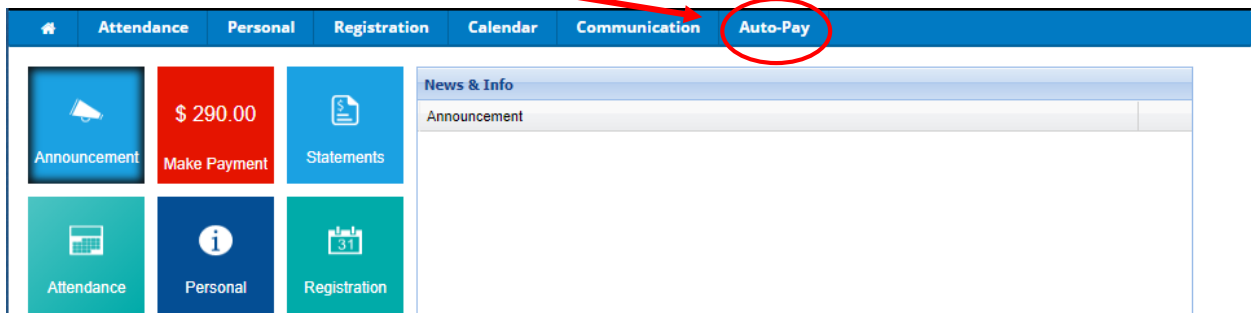 Attendance Personal Registration Calendar Communication Auto-Pay
Announcement
$ 290.00
Make Payment
$
Statements
Attendance
i
Personal
31
Registration
News & Info
Announcement